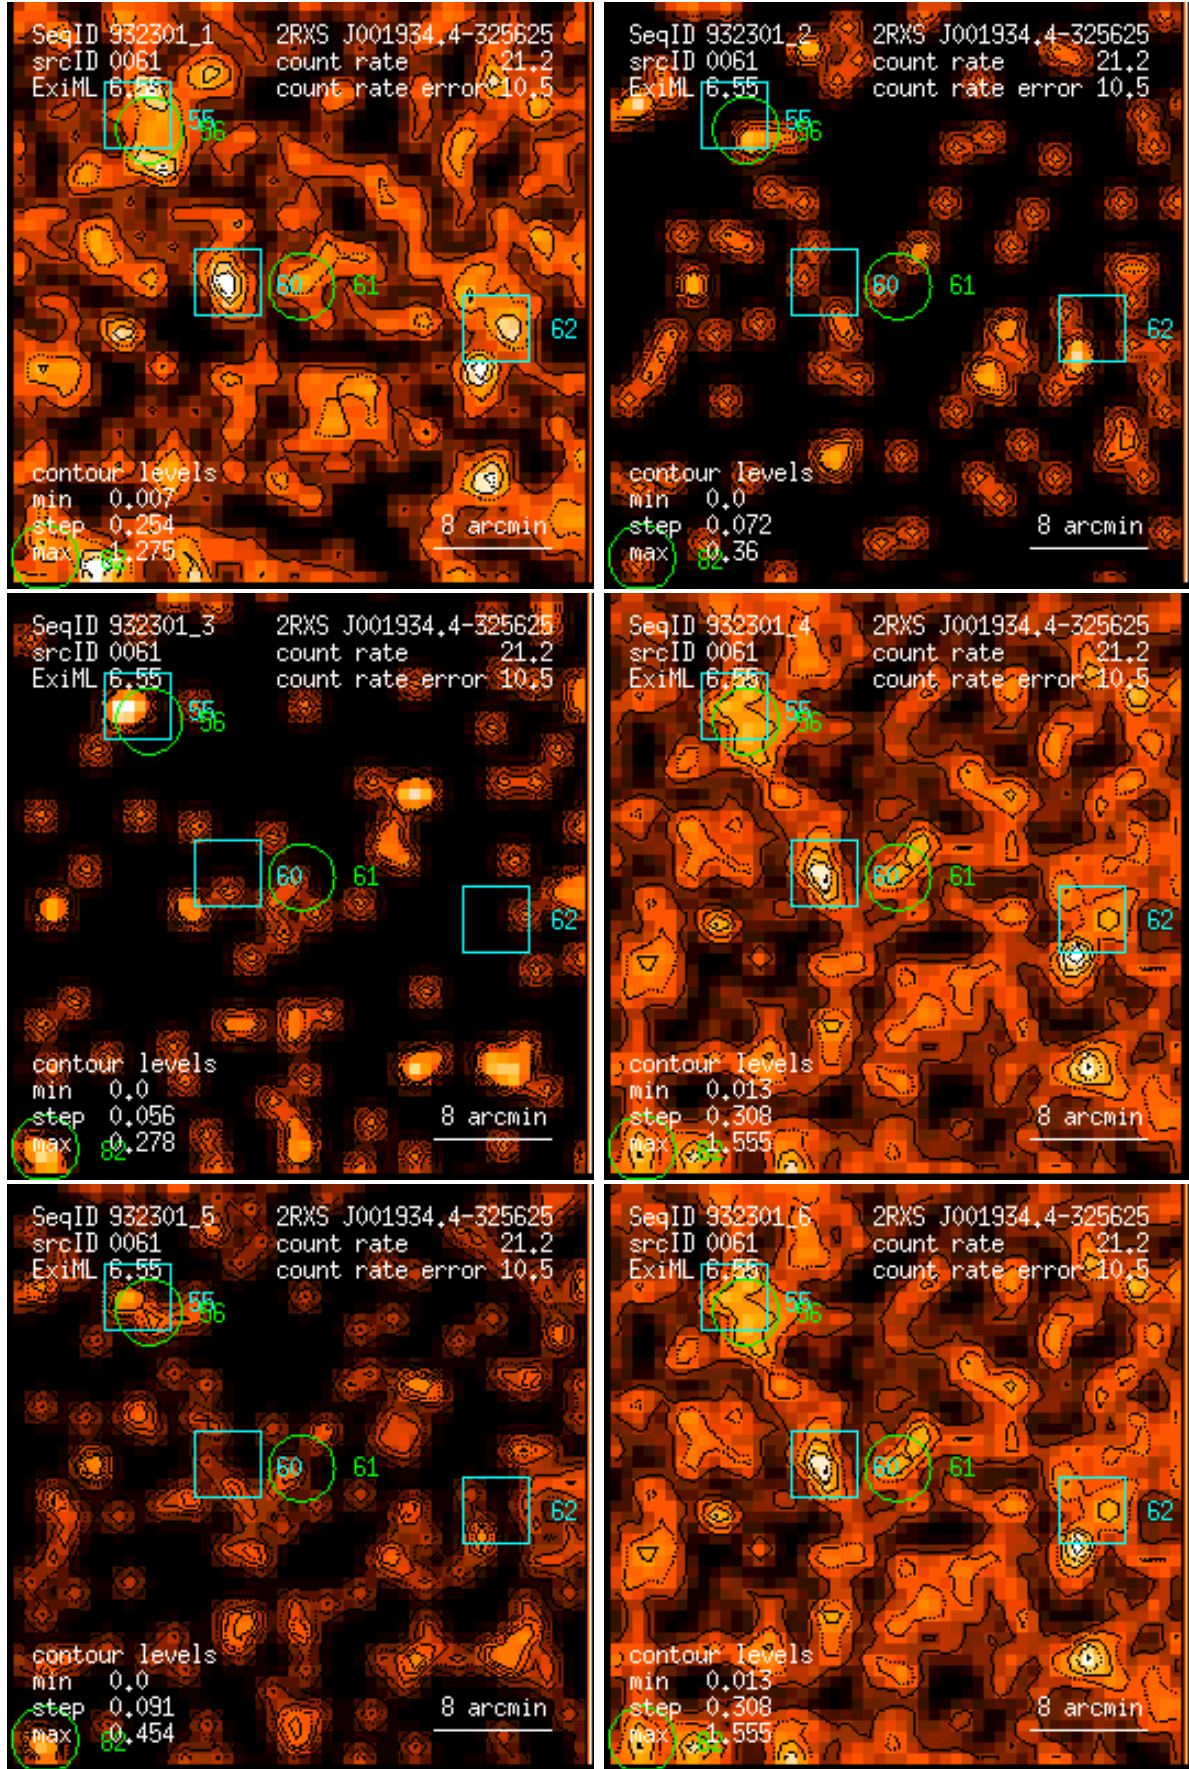 SeqID 932301_1 2RXS J001934.4-325625
srcID 0061 count rate 21.2
ExiML 6.55 count rate error 10.5
55 96
60 61
62
contour levels
min 0.007
step 0.254
max 1.275 82
8 arcmin
SeqID 932301_2 2RXS J001934.4-325625
srcID 0061 count rate 21.2
ExiML 6.55 count rate error 10.5
55 96
60 61
62
contour levels
min 0.0
step 0.072
max 0.36 82
8 arcmin
SeqID 932301_3 2RXS J001934.4-325625
srcID 0061 count rate 21.2
ExiML 6.55 count rate error 10.5
55 96
60 61
62
contour levels
min 0.0
step 0.056
max 0.278 82
8 arcmin
SeqID 932301_4 2RXS J001934.4-325625
srcID 0061 count rate 21.2
ExiML 6.55 count rate error 10.5
55 96
60 61
62
contour levels
min 0.013
step 0.308
max 1.555 82
8 arcmin
SeqID 932301_5 2RXS J001934.4-325625
srcID 0061 count rate 21.2
ExiML 6.55 count rate error 10.5
55 96
60 61
62
contour levels
min 0.0
step 0.091
max 0.454 82
8 arcmin
SeqID 932301_6 2RXS J001934.4-325625
srcID 0061 count rate 21.2
ExiML 6.55 count rate error 10.5
55 96
60 61
62
contour levels
min 0.013
step 0.308
max 1.555 82
8 arcmin